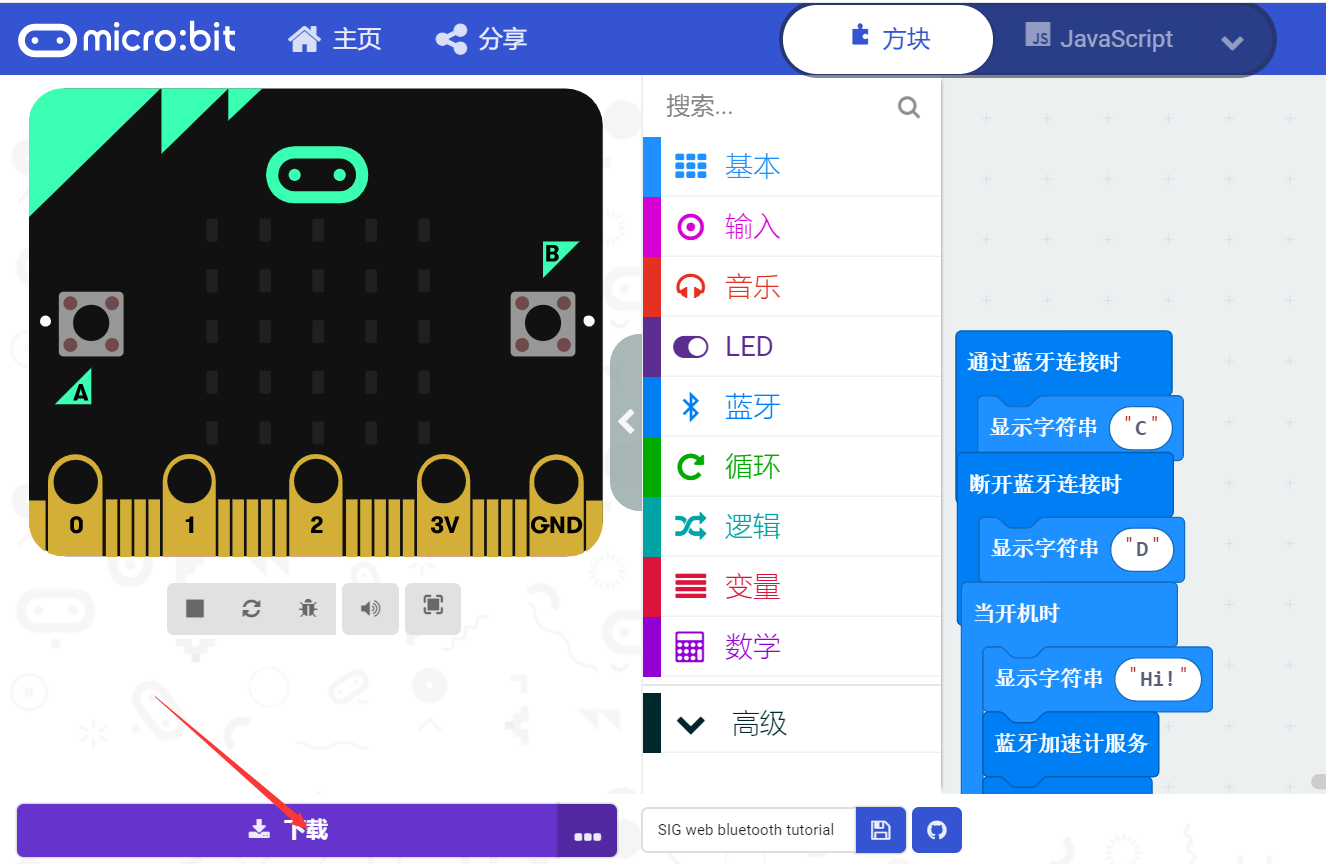 micro:bit
主页
分享
方块
JS JavaScript
搜索...
基本
输入
音乐
LED
蓝牙
循环
逻辑
变量
数学
高级
B
A
0 1 2 3V GND
通过蓝牙连接时
显示字符串 "C"
断开蓝牙连接时
显示字符串 "D"
当开机时
显示字符串 "Hi!"
蓝牙加速计服务
下载
...
SIG web bluetooth tutorial